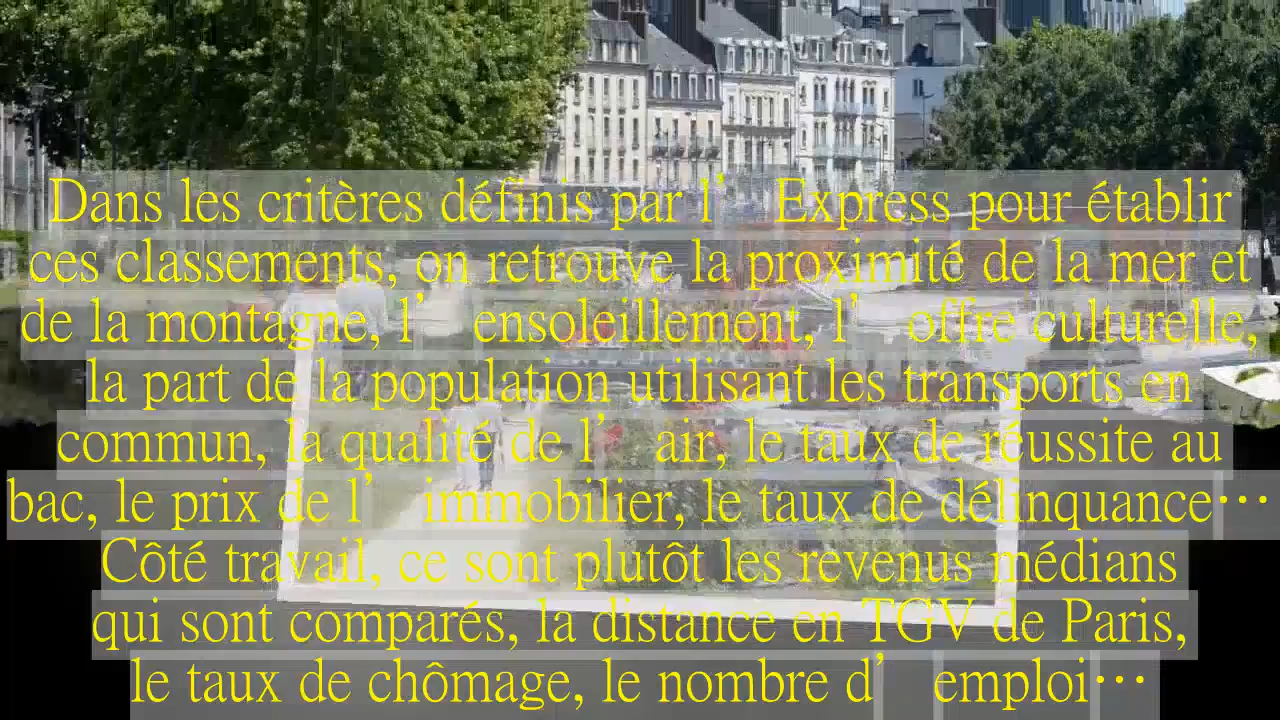 Dans les critères définis par l’Express pour établir
ces classements, on retrouve la proximité de la mer et
de la montagne, l’ensoleillement, l’offre culturelle,
la part de la population utilisant les transports en
commun, la qualité de l’air, le taux de réussite au
bac, le prix de l’immobilier, le taux de délinquance…
Côté travail, ce sont plutôt les revenus médians
qui sont comparés, la distance en TGV de Paris,
le taux de chômage, le nombre d’emploi…